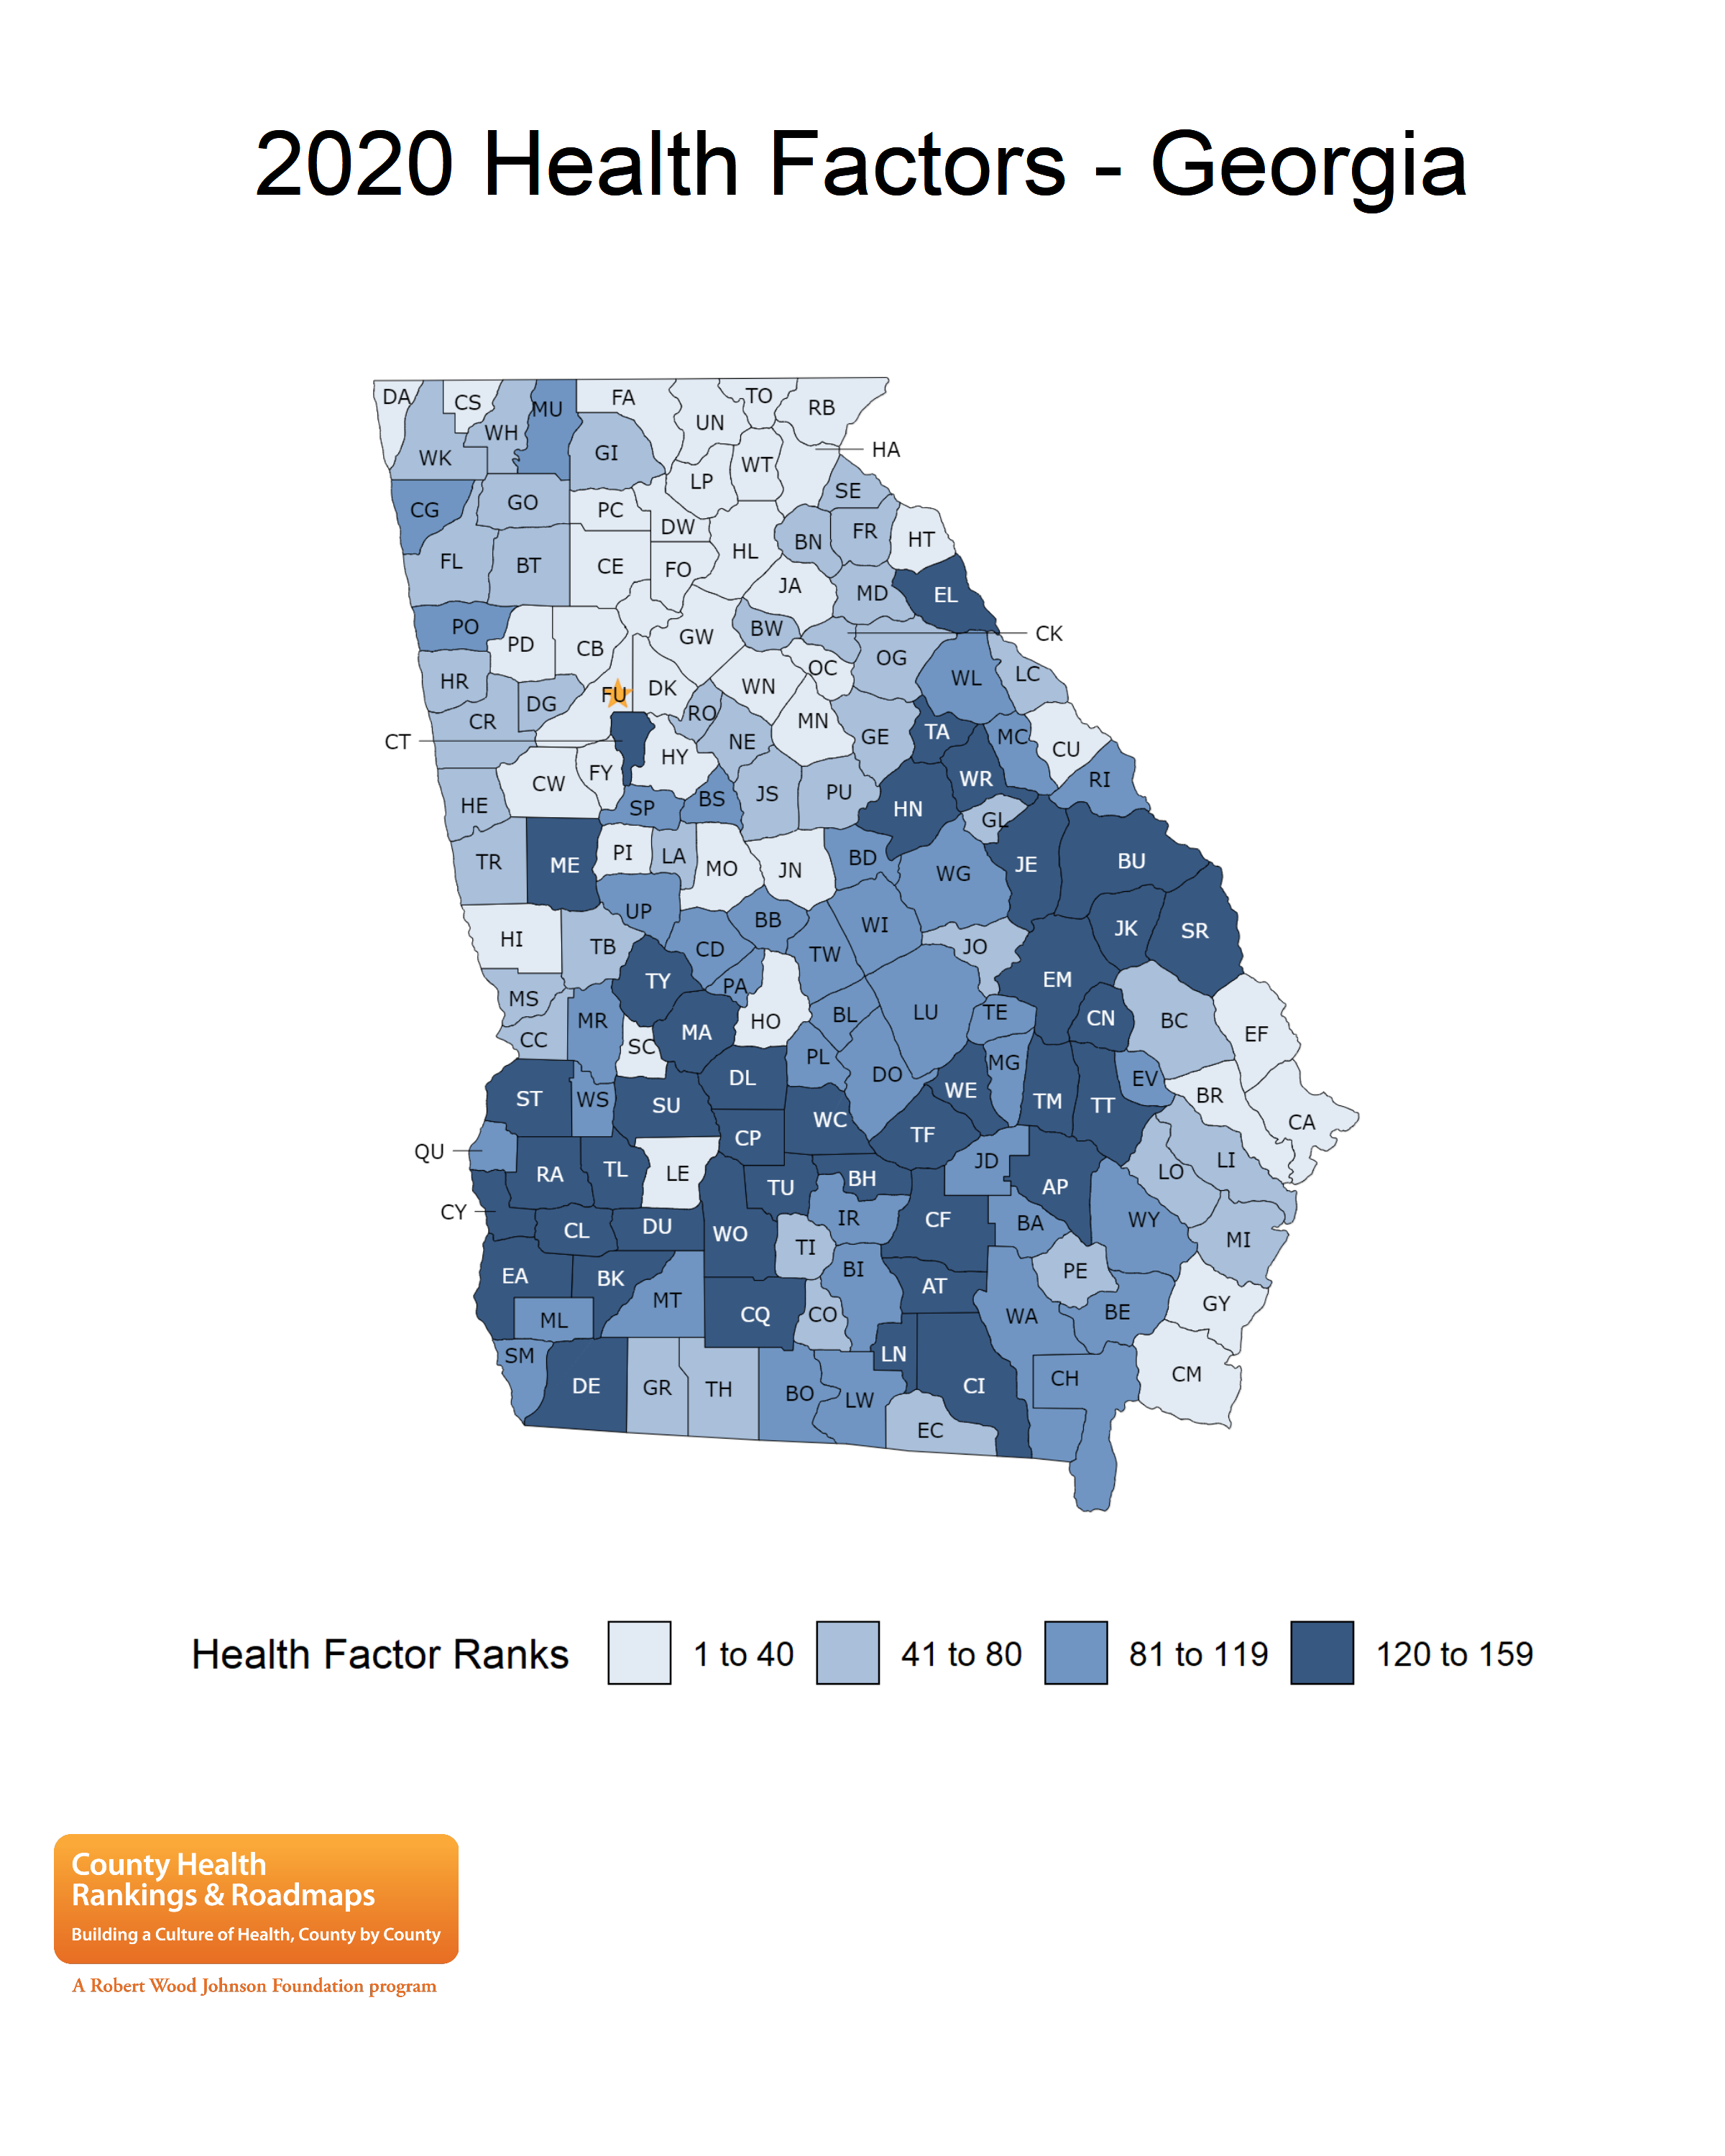 2020 Health Factors - Georgia
DA CS WH MU FA UN TO RB
WK GI LP WT HA
CG GO PC DW SE
FL BT CE FO HL BN FR HT
JA MD EL
PO PD CB GW BW CK
HR DG FU DK WN OC OG WL LC
CR RO MN
CT HY NE GE TA MC CU
HE CW FY SP BS JS PU HN WR RI
GL
TR ME PI LA MO JN BD WG JE BU
HI UP BB WI JK SR
TB CD TW JO
MS TY PA EM
CC MR SC MA HO BL LU TE CN BC EF
ST WS SU DL PL DO MG EV BR
WE TM TT CA
QU CP WC TF
RA TL LE TU BH JD AP LO LI
CY CL DU WO IR CF BA WY MI
EA BK TI BI AT PE
ML MT CQ CO WA BE GY
SM LN
DE GR TH BO LW CI CH CM
EC
Health Factor Ranks 1 to 40 41 to 80 81 to 119 120 to 159
County Health
Rankings & Roadmaps
Building a Culture of Health, County by County
A Robert Wood Johnson Foundation program